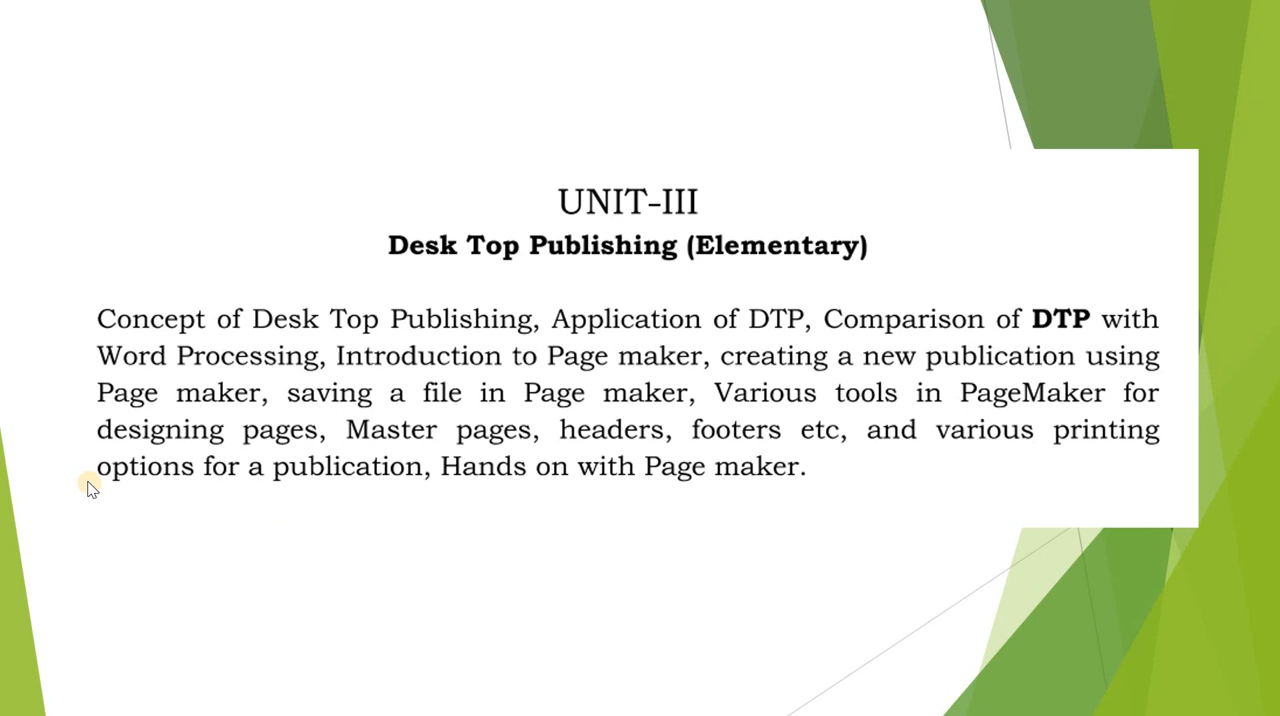 UNIT-III
Desk Top Publishing (Elementary)
Concept of Desk Top Publishing, Application of DTP, Comparison of DTP with
Word Processing, Introduction to Page maker, creating a new publication using
Page maker, saving a file in Page maker, Various tools in PageMaker for
designing pages, Master pages, headers, footers etc, and various printing
options for a publication, Hands on with Page maker.